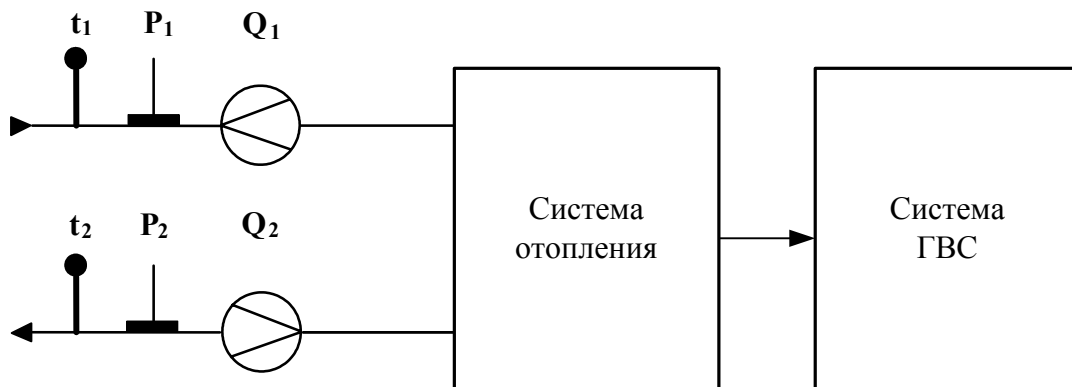 t₁ P₁ Q₁
t₂ P₂ Q₂
Система
отопления
Система
ГВС